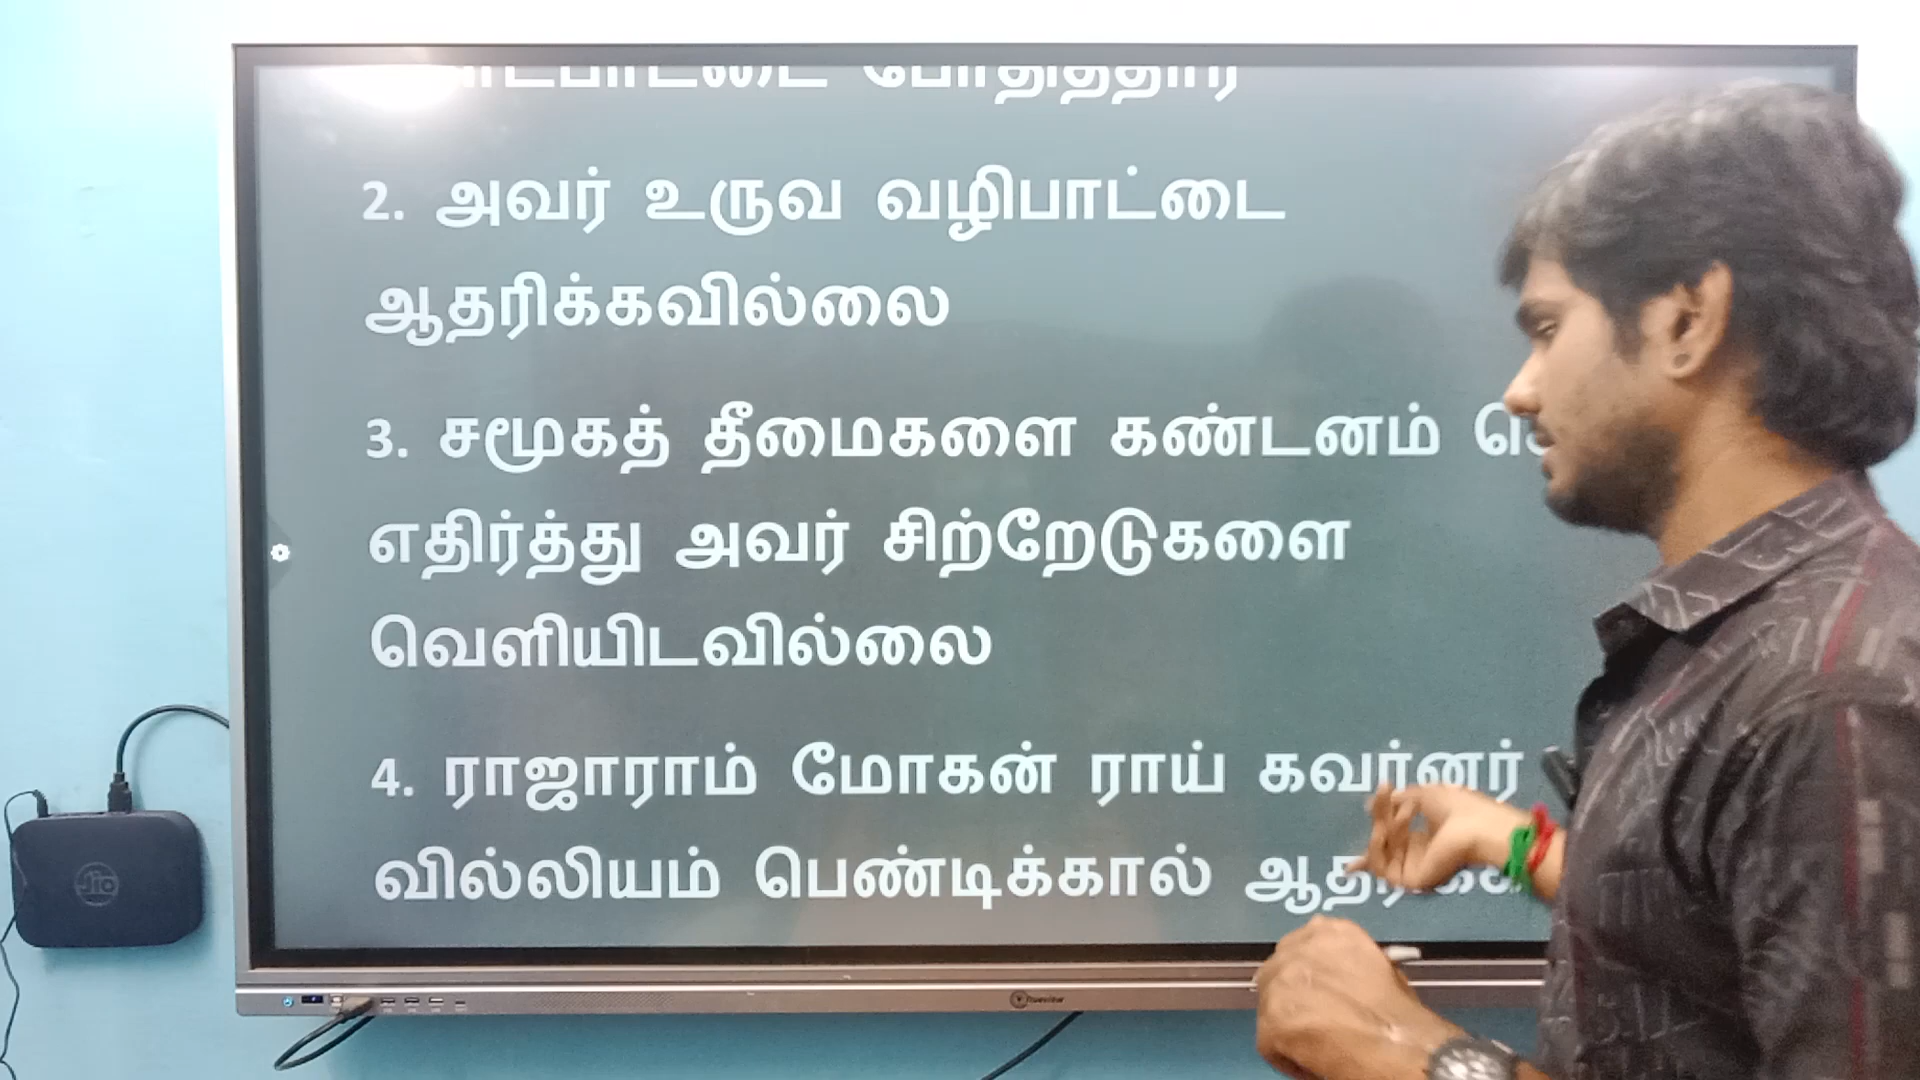 போதித்தார்
2. அவர் உருவ வழிபாட்டை
ஆதரிக்கவில்லை
3. சமூகத் தீமைகளை கண்டனம்
எதிர்த்து அவர் சிற்றேடுகளை
வெளியிடவில்லை
4. ராஜாராம் மோகன் ராய் கவர்னர்
வில்லியம் பெண்டிக்கால்
Jio